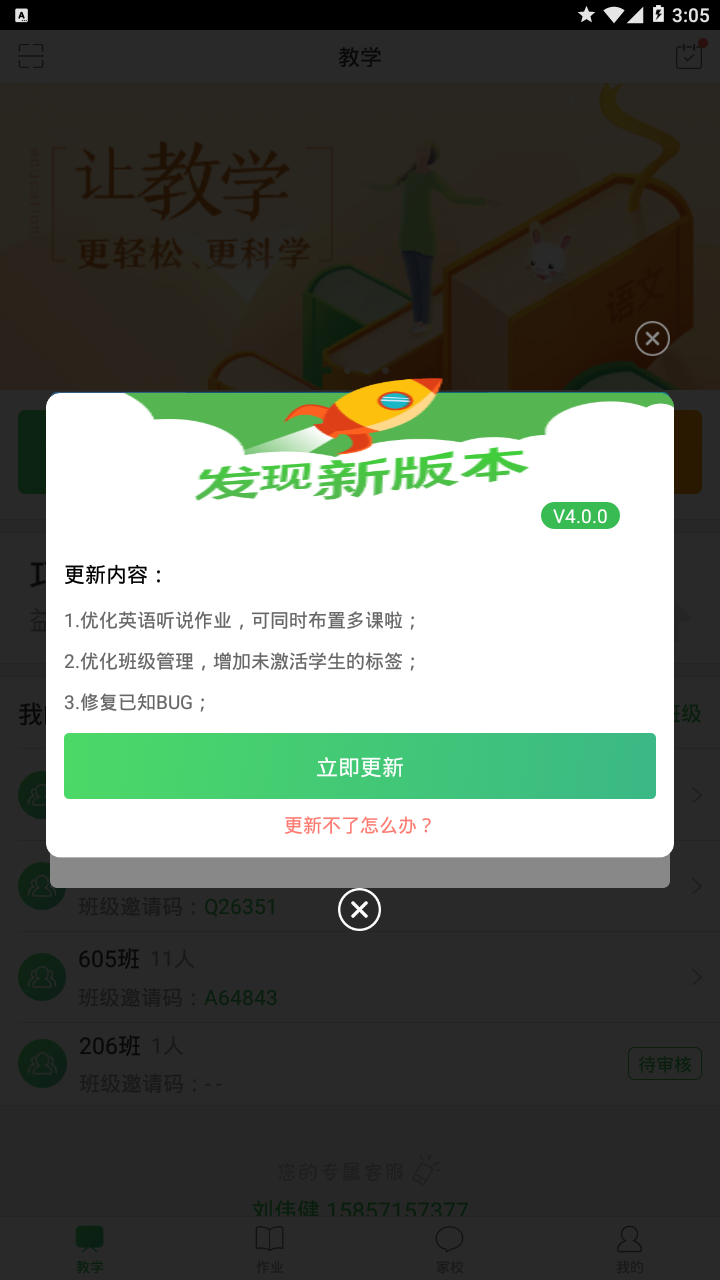 3:05
教学
让教学
更轻松、更科学
语文
发现新版本
V4.0.0
更新内容：
1.优化英语听说作业，可同时布置多课啦；
2.优化班级管理，增加未激活学生的标签；
3.修复已知BUG；
立即更新
更新不了怎么办？
班级邀请码：Q26351
605班 11人
班级邀请码：A64843
206班 1人
待审核
班级邀请码：--
您的专属客服
刘伟健 15857157377
教学 作业 家校 我的